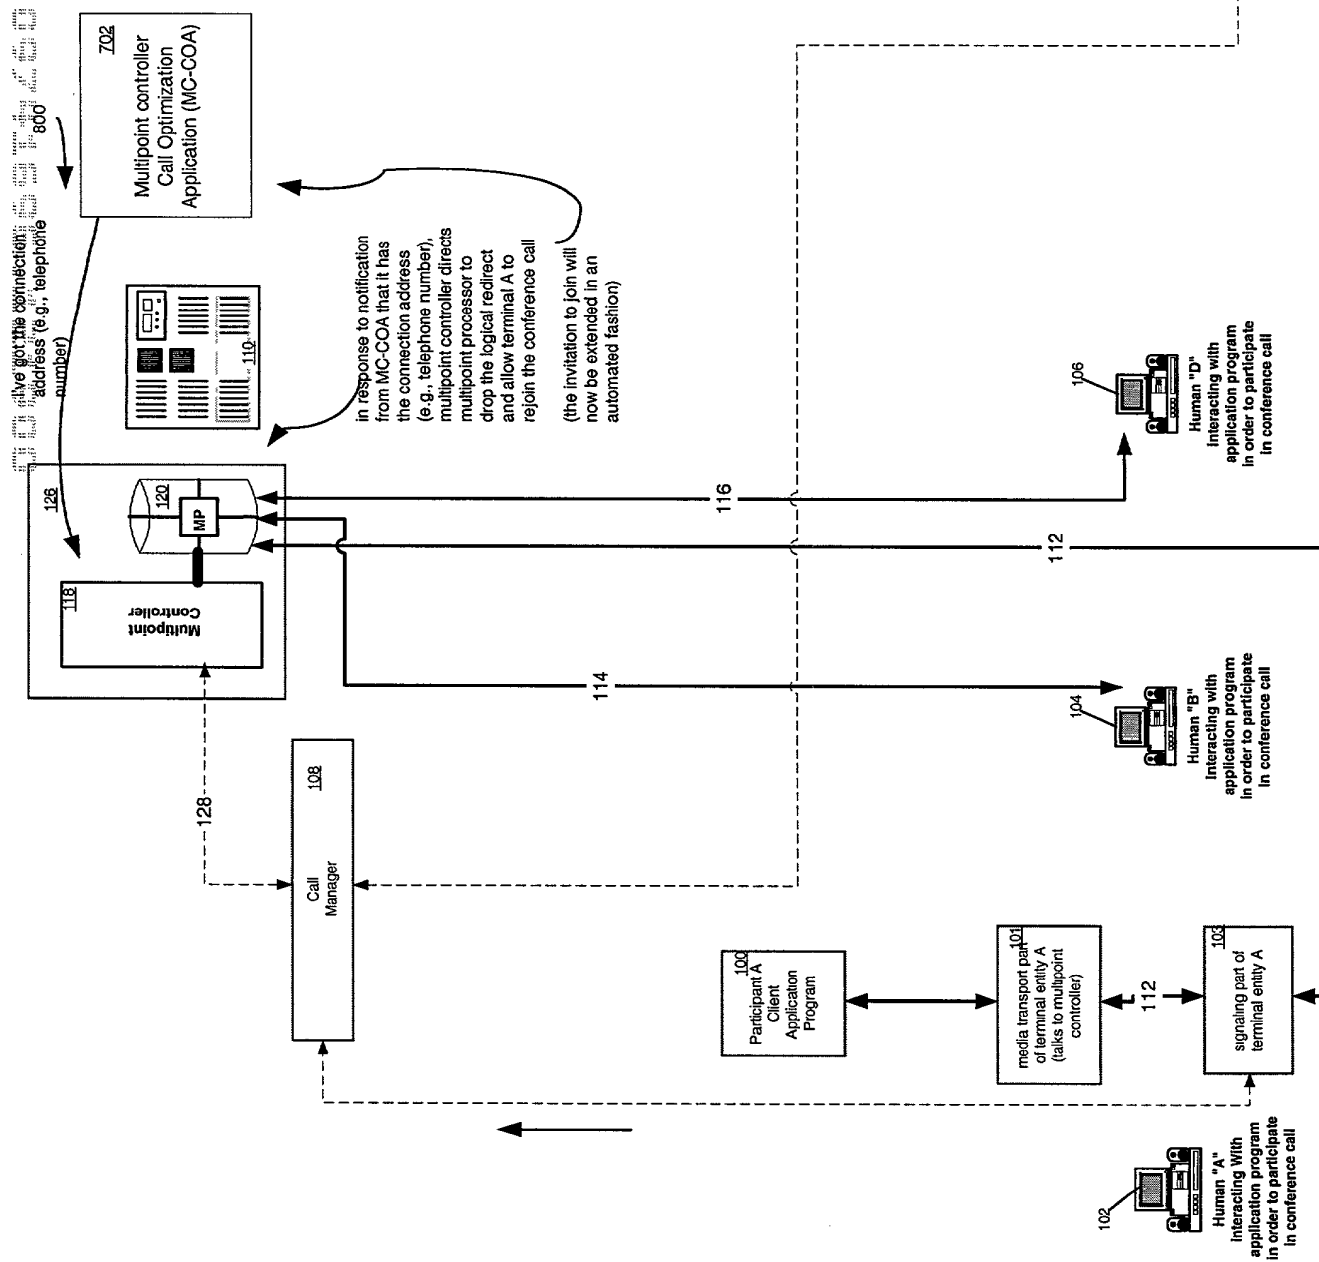 702
Multipoint controller
Call Optimization
Application (MC-COA)
800
"I've got the connection
address (e.g., telephone
number)
110
in response to notification
from MC-COA that it has
the connection address
(e.g., telephone number),
multipoint controller directs
multipoint processor to
drop the logical redirect
and allow terminal A to
rejoin the conference call
(the invitation to join will
now be extended in an
automated fashion)
126
120
MP
118
Multipoint
Controller
116
112
114
128
108
Call
Manager
106
Human "D"
Interacting with
application program
in order to participate
In conference call
104
Human "B"
Interacting with
application program
in order to participate
In conference call
100
Participant A
Client
Application
Program
101
media transport part
of terminal entity A
(talks to multipoint
controller)
112
103
signaling part of
terminal entity A
102
Human "A"
Interacting With
application program
in order to participate
In conference call